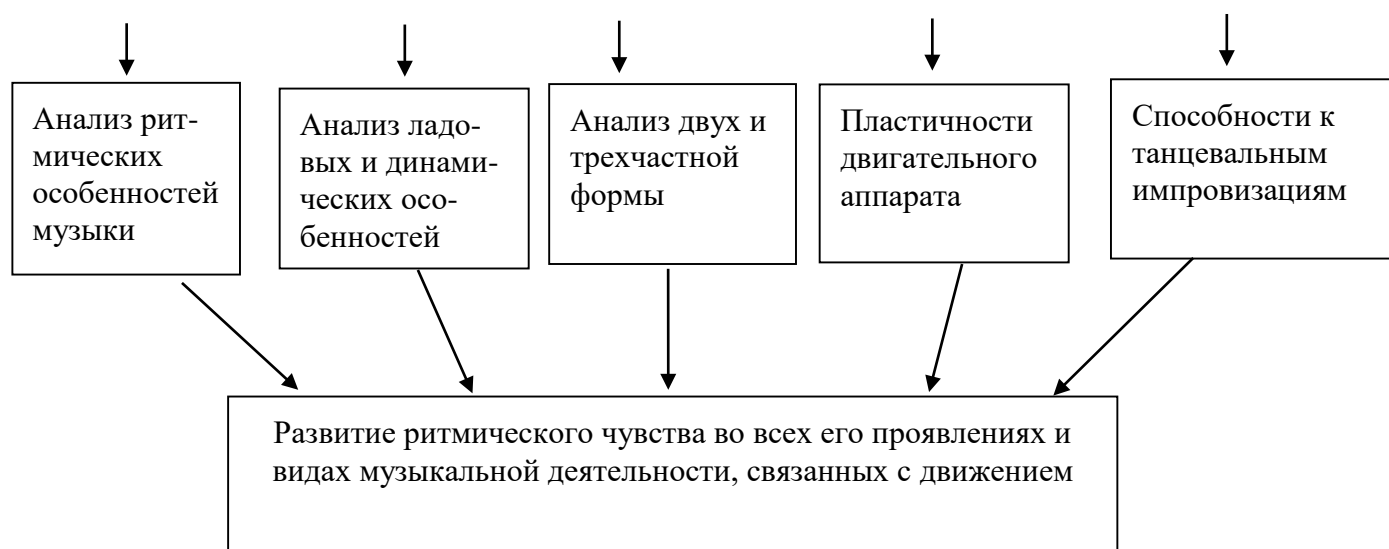 Анализ рит-
мических
особенностей
музыки
Анализ ладо-
вых и динами-
ческих осо-
бенностей
Анализ двух и
трехчастной
формы
Пластичности
двигательного
аппарата
Способности к
танцевальным
импровизациям
Развитие ритмического чувства во всех его проявлениях и
видах музыкальной деятельности, связанных с движением